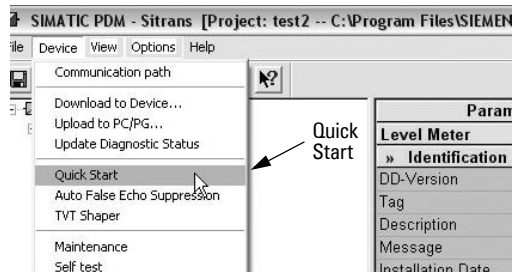 SIMATIC PDM - Sitrans [Project: test2 -- C:\Program Files\SIEMEN
File Device View Options Help
Communication path
Download to Device...
Upload to PC/PG...
Update Diagnostic Status
Quick Start
Auto False Echo Suppression
TVT Shaper
Maintenance
Self test
Quick
Start
Param
Level Meter
» Identification
DD-Version
Tag
Description
Message
Installation Date